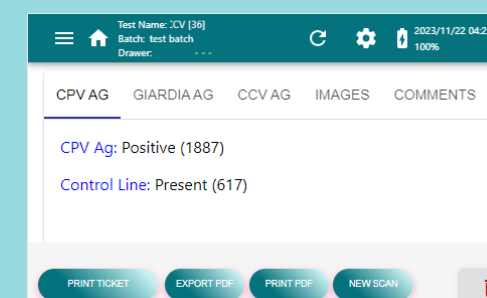 Test Name: CCV [36]
Batch: test batch
Drawer: - - -
2023/11/22 04:2
100%
CPV AG GIARDIA AG CCV AG IMAGES COMMENTS
CPV Ag: Positive (1887)
Control Line: Present (617)
PRINT TICKET EXPORT PDF PRINT PDF NEW SCAN